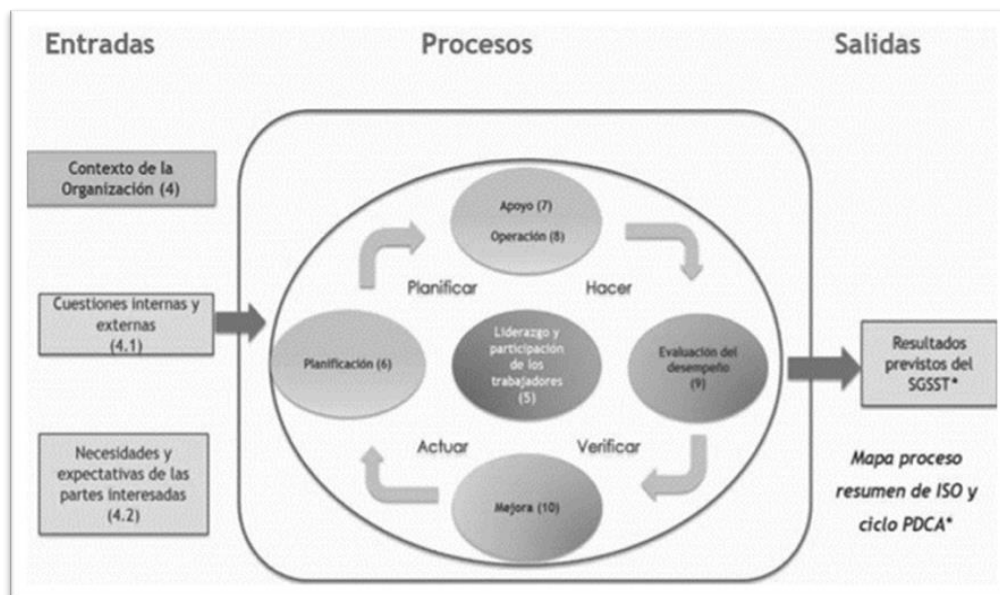 Entradas
Procesos
Salidas
Contexto de la
Organización (4)
Cuestiones internas y
externas
(4.1)
Necesidades y
expectativas de las
partes interesadas
(4.2)
Apoyo (7)
Operación (8)
Planificar
Hacer
Planificación (6)
Liderazgo y
participación
de los
trabajadores
(5)
Evaluación del
desempeño
(9)
Actuar
Verificar
Mejora (10)
Resultados
previstos del
SGSST*
Mapa proceso
resumen de ISO y
ciclo PDCA*